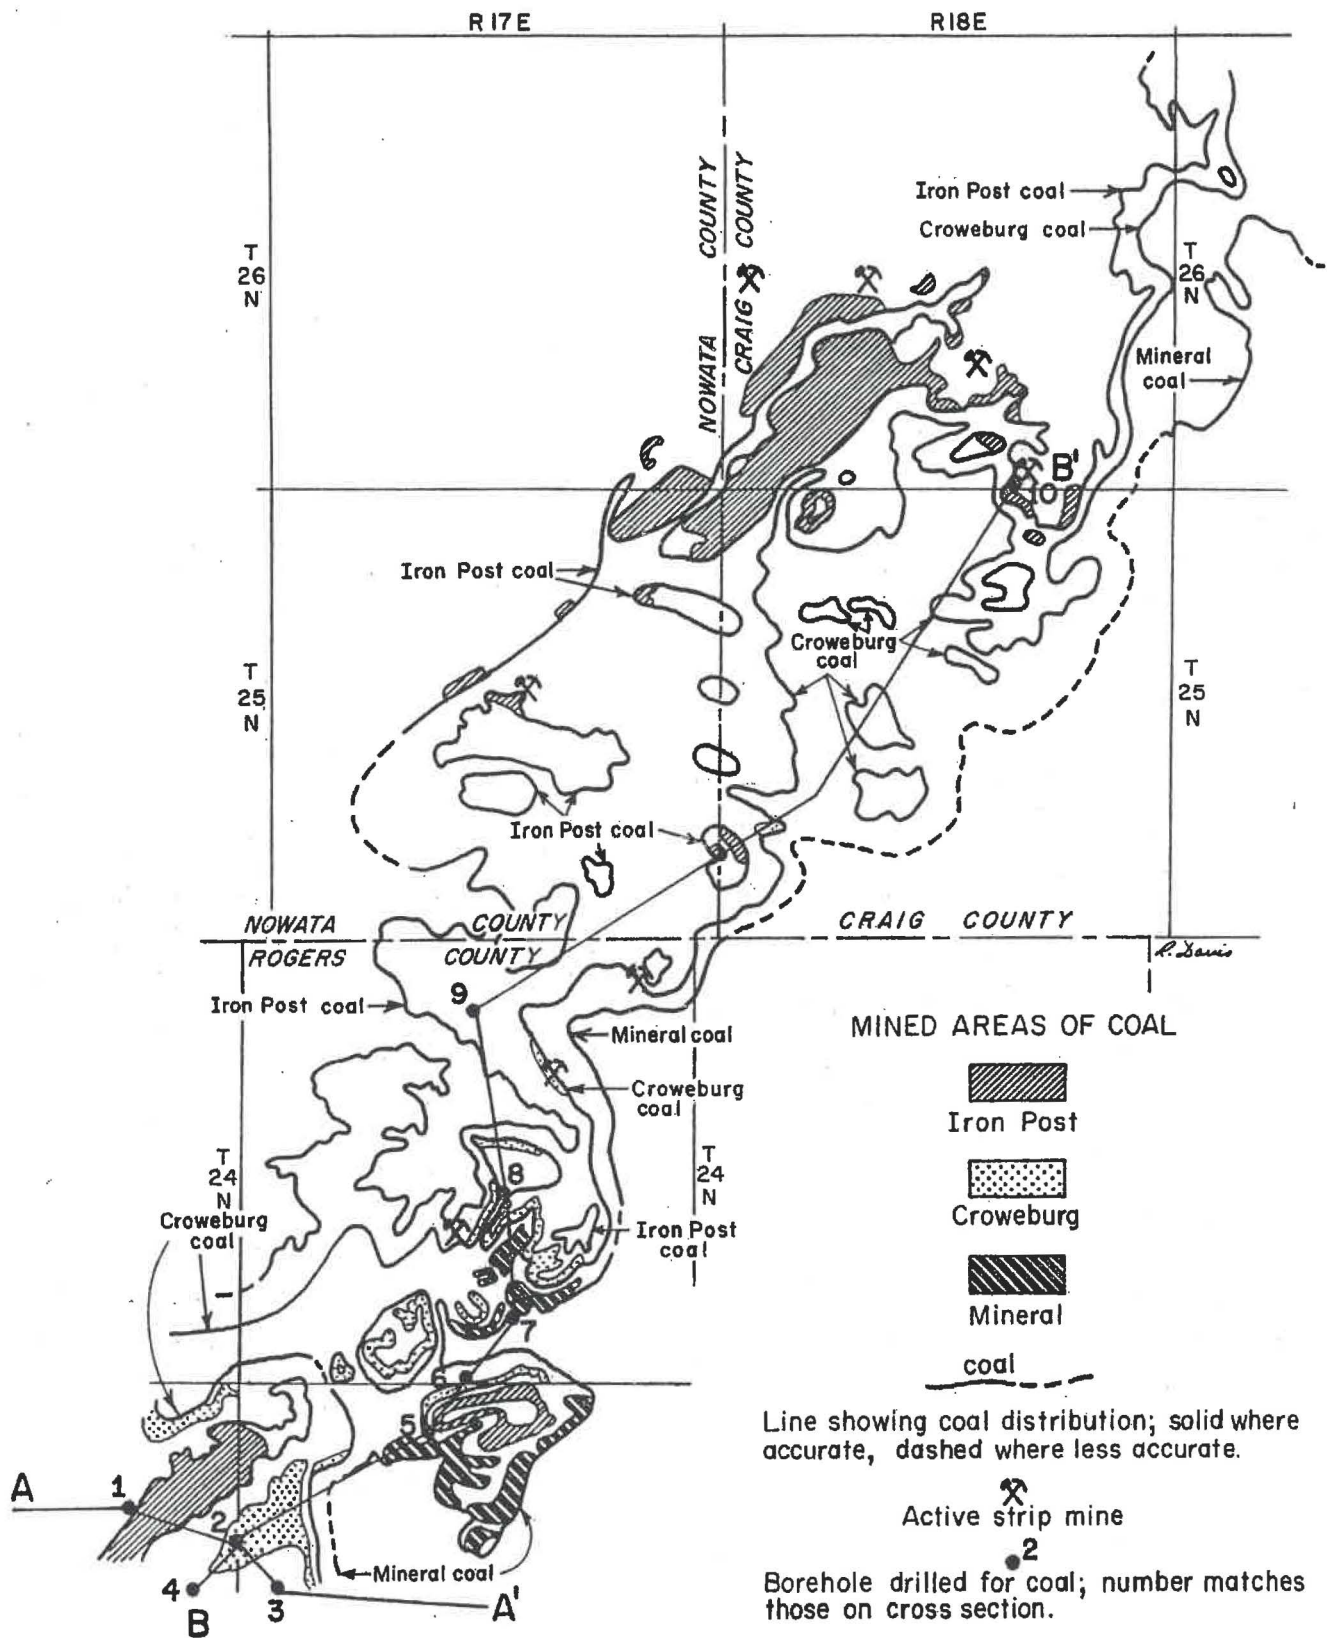 R17E
R18E
NOWATA COUNTY
CRAIG COUNTY
Iron Post coal
Croweburg coal
T
26
N
T
26
N
Mineral
coal
B'
10
Iron Post coal
Croweburg
coal
T
25
N
T
25
N
Iron Post coal
NOWATA COUNTY
CRAIG COUNTY
ROGERS COUNTY
R. Davis
Iron Post coal
9
Mineral coal
Croweburg
coal
T
24
N
T
24
N
8
Croweburg
coal
Iron Post
coal
7
6
5
A
1
2
4
3
B
A'
Mineral coal
MINED AREAS OF COAL
Iron Post
Croweburg
Mineral
coal
Line showing coal distribution; solid where
accurate, dashed where less accurate.
Active strip mine
2
Borehole drilled for coal; number matches
those on cross section.